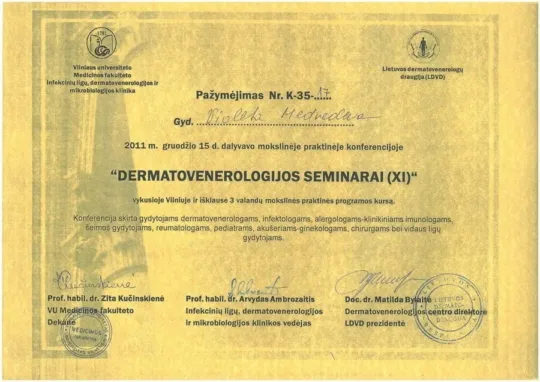 Vilniaus universiteto
Medicinos fakulteto
Infekcinių ligų, dermatovenerologijos ir
mikrobiologijos klinika
Lietuvos dermatovenerologų
draugija (LDVD)
Pažymėjimas Nr. K-35-17
Gyd. Violeta
2011 m. gruodžio 15 d. dalyvavo mokslinėje praktinėje konferencijoje
"DERMATOVENEROLOGIJOS SEMINARAI (XI)"
vykusioje Vilniuje ir išklausė 3 valandų mokslinės praktinės programos kursą.
Konferencija skirta gydytojams dermatovenerologams, infektologams, alergologams-klinikiniams imunologams,
šeimos gydytojams, reumatologams, pediatrams, akušeriams-ginekologams, chirurgams bei vidaus ligų
gydytojams.
Prof. habil. dr. Zita Kučinskienė
VU Medicinos fakulteto
Dekanė
Prof. habil. dr. Arvydas Ambrozaitis
Infekcinių ligų, dermatovenerologijos
ir mikrobiologijos klinikos vedėjas
Doc. dr. Matilda Bylaitė
Dermatovenerologijos centro direktorė
LDVD prezidentė